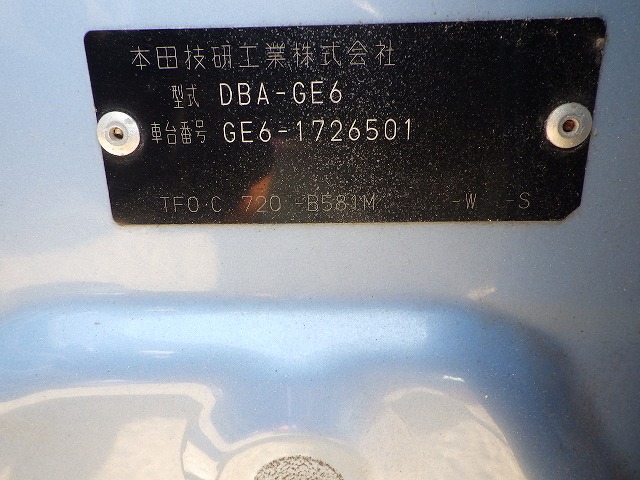 本田技研工業株式会社
型式 DBA-GE6
車台番号 GE6-1726501
TF0·C 720 -B581M -W -S